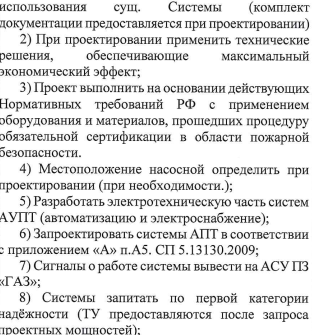 использования сущ. Системы (комплект
документации предоставляется при проектировании)
2) При проектировании применить технические
решения, обеспечивающие максимальный
экономический эффект;
3) Проект выполнить на основании действующих
Нормативных требований РФ с применением
оборудования и материалов, прошедших процедуру
обязательной сертификации в области пожарной
безопасности.
4) Местоположение насосной определить при
проектировании (при необходимости.);
5) Разработать электротехническую часть систем
АУПТ (автоматизацию и электроснабжение);
6) Запроектировать системы АПТ в соответствии
с приложением «А» п.А5. СП 5.13130.2009;
7) Сигналы о работе системы вывести на АСУ ПЗ
«ГАЗ»;
8) Системы запитать по первой категории
надёжности (ТУ предоставляются после запроса
проектных мощностей);